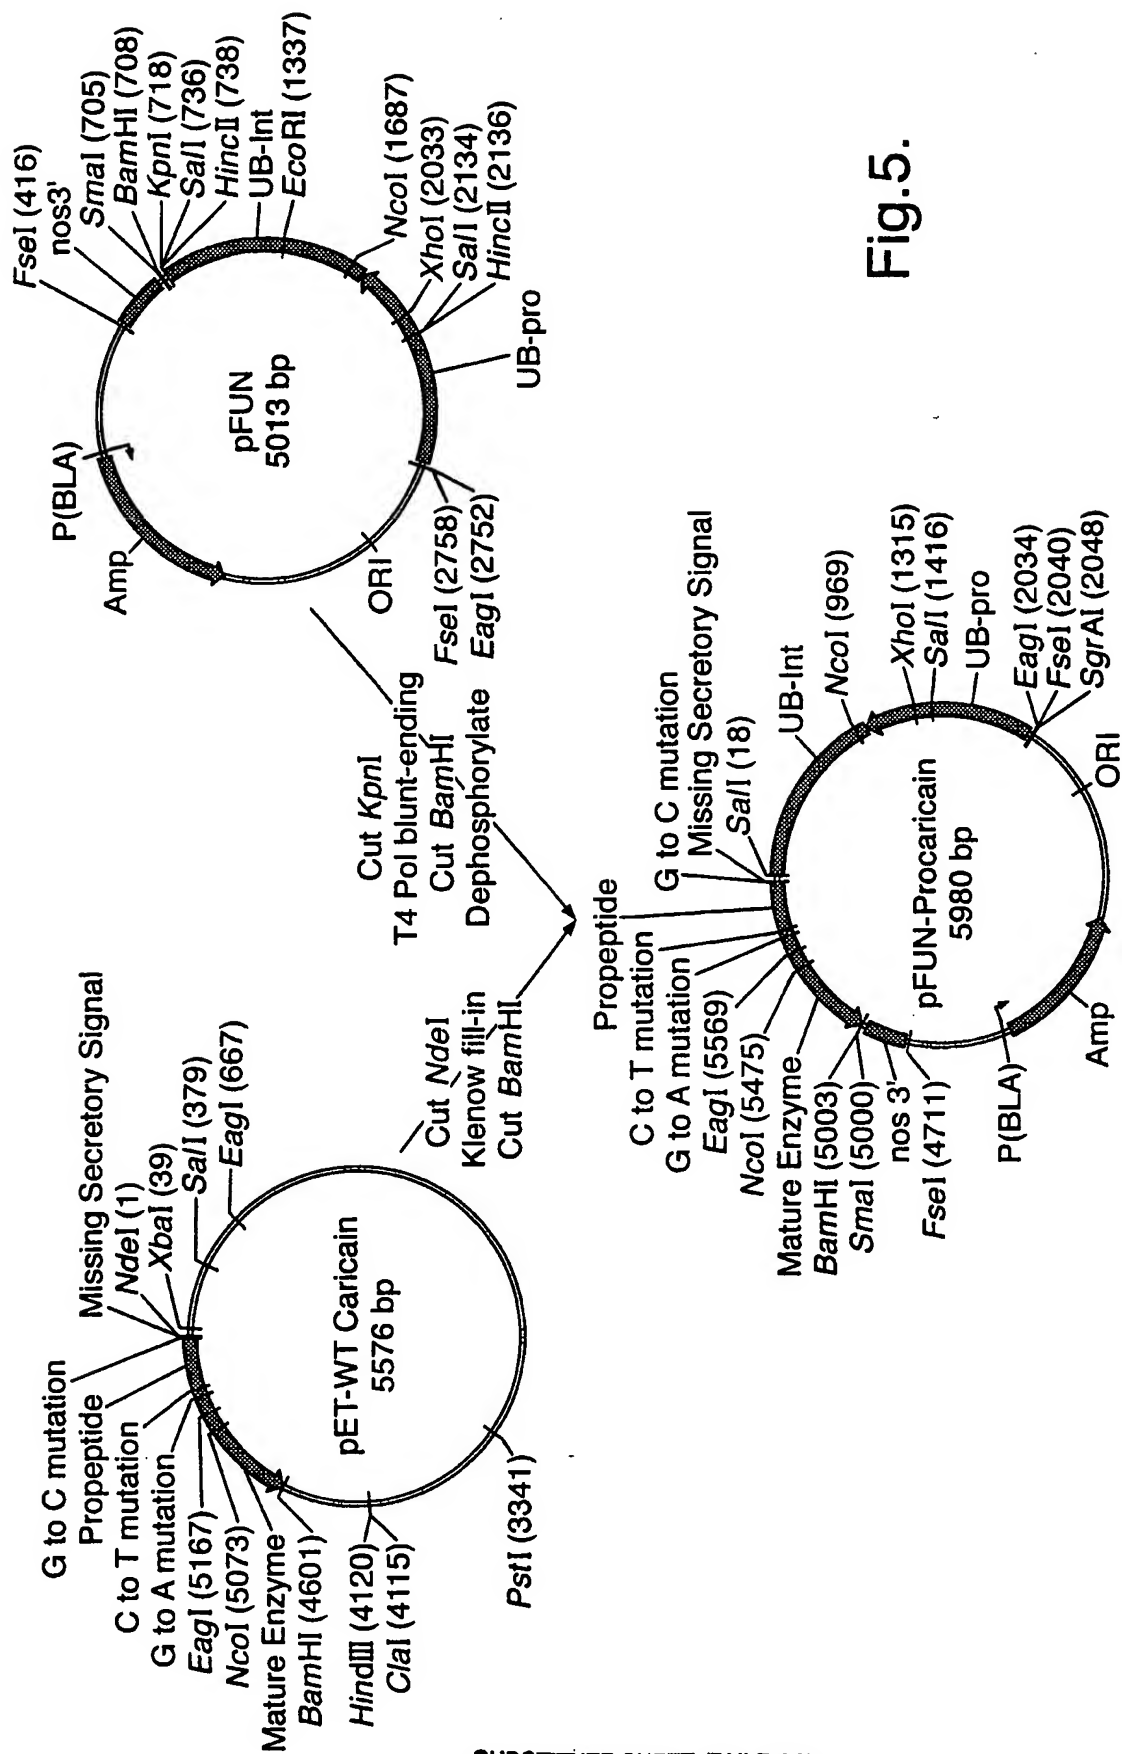 G to C mutation
Propeptide
C to T mutation
G to A mutation
EagI (5167)
NcoI (5073)
Mature Enzyme
BamHI (4601)
HindIII (4120)
ClaI (4115)
PstI (3341)
Missing Secretory Signal
NdeI (1)
XbaI (39)
SalI (379)
EagI (667)
pET-WT Caricain
5576 bp
Cut NdeI
Klenow fill-in
Cut BamHI
P(BLA)
Amp
ORI
FseI (416)
nos3'
SmaI (705)
BamHI (708)
KpnI (718)
SalI (736)
HincII (738)
UB-Int
EcoRI (1337)
NcoI (1687)
XhoI (2033)
SalI (2134)
HincII (2136)
UB-pro
FseI (2758)
EagI (2752)
pFUN
5013 bp
Cut KpnI
T4 Pol blunt-ending
Cut BamHI
Dephosphorylate
Propeptide
C to T mutation
G to A mutation
EagI (5569)
NcoI (5475)
Mature Enzyme
BamHI (5003)
SmaI (5000)
nos 3'
FseI (4711)
P(BLA)
Amp
G to C mutation
Missing Secretory Signal
SalI (18)
UB-Int
NcoI (969)
XhoI (1315)
SalI (1416)
UB-pro
EagI (2034)
FseI (2040)
SgrAI (2048)
ORI
pFUN-Procaricain
5980 bp
Fig.5.